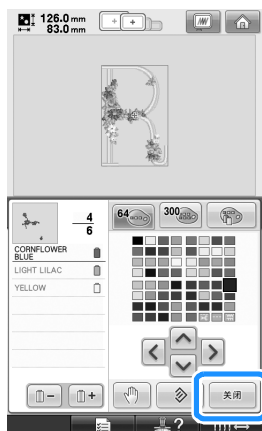 126.0 mm
83.0 mm
4
6
64
300
CORNFLOWER
BLUE
LIGHT LILAC
YELLOW
关闭